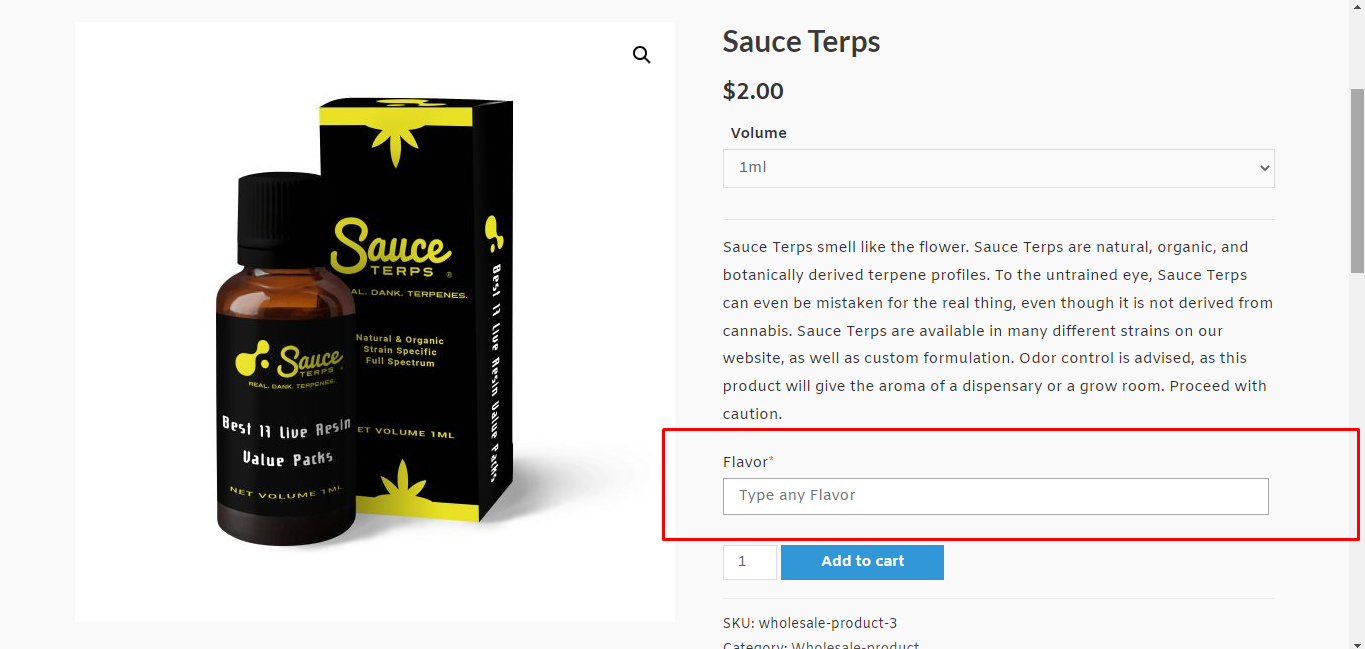 Sauce Terps
$2.00
Volume
1ml
Sauce Terps smell like the flower. Sauce Terps are natural, organic, and
botanically derived terpene profiles. To the untrained eye, Sauce Terps
can even be mistaken for the real thing, even though it is not derived from
cannabis. Sauce Terps are available in many different strains on our
website, as well as custom formulation. Odor control is advised, as this
product will give the aroma of a dispensary or a grow room. Proceed with
caution.
Flavor*
Type any Flavor
1
Add to cart
SKU: wholesale-product-3
Category: Wholesale-product
Sauce
TERPS ®
AL. DANK. TERPENES.
Natural & Organic
Strain Specific
Full Spectrum
ET VOLUME 1ML
Best 17 Live Resin Value Packs
Sauce
TERPS
REAL. DANK. TERPENES.
Best 17 Live Resin
Value Packs
NET VOLUME 1ML